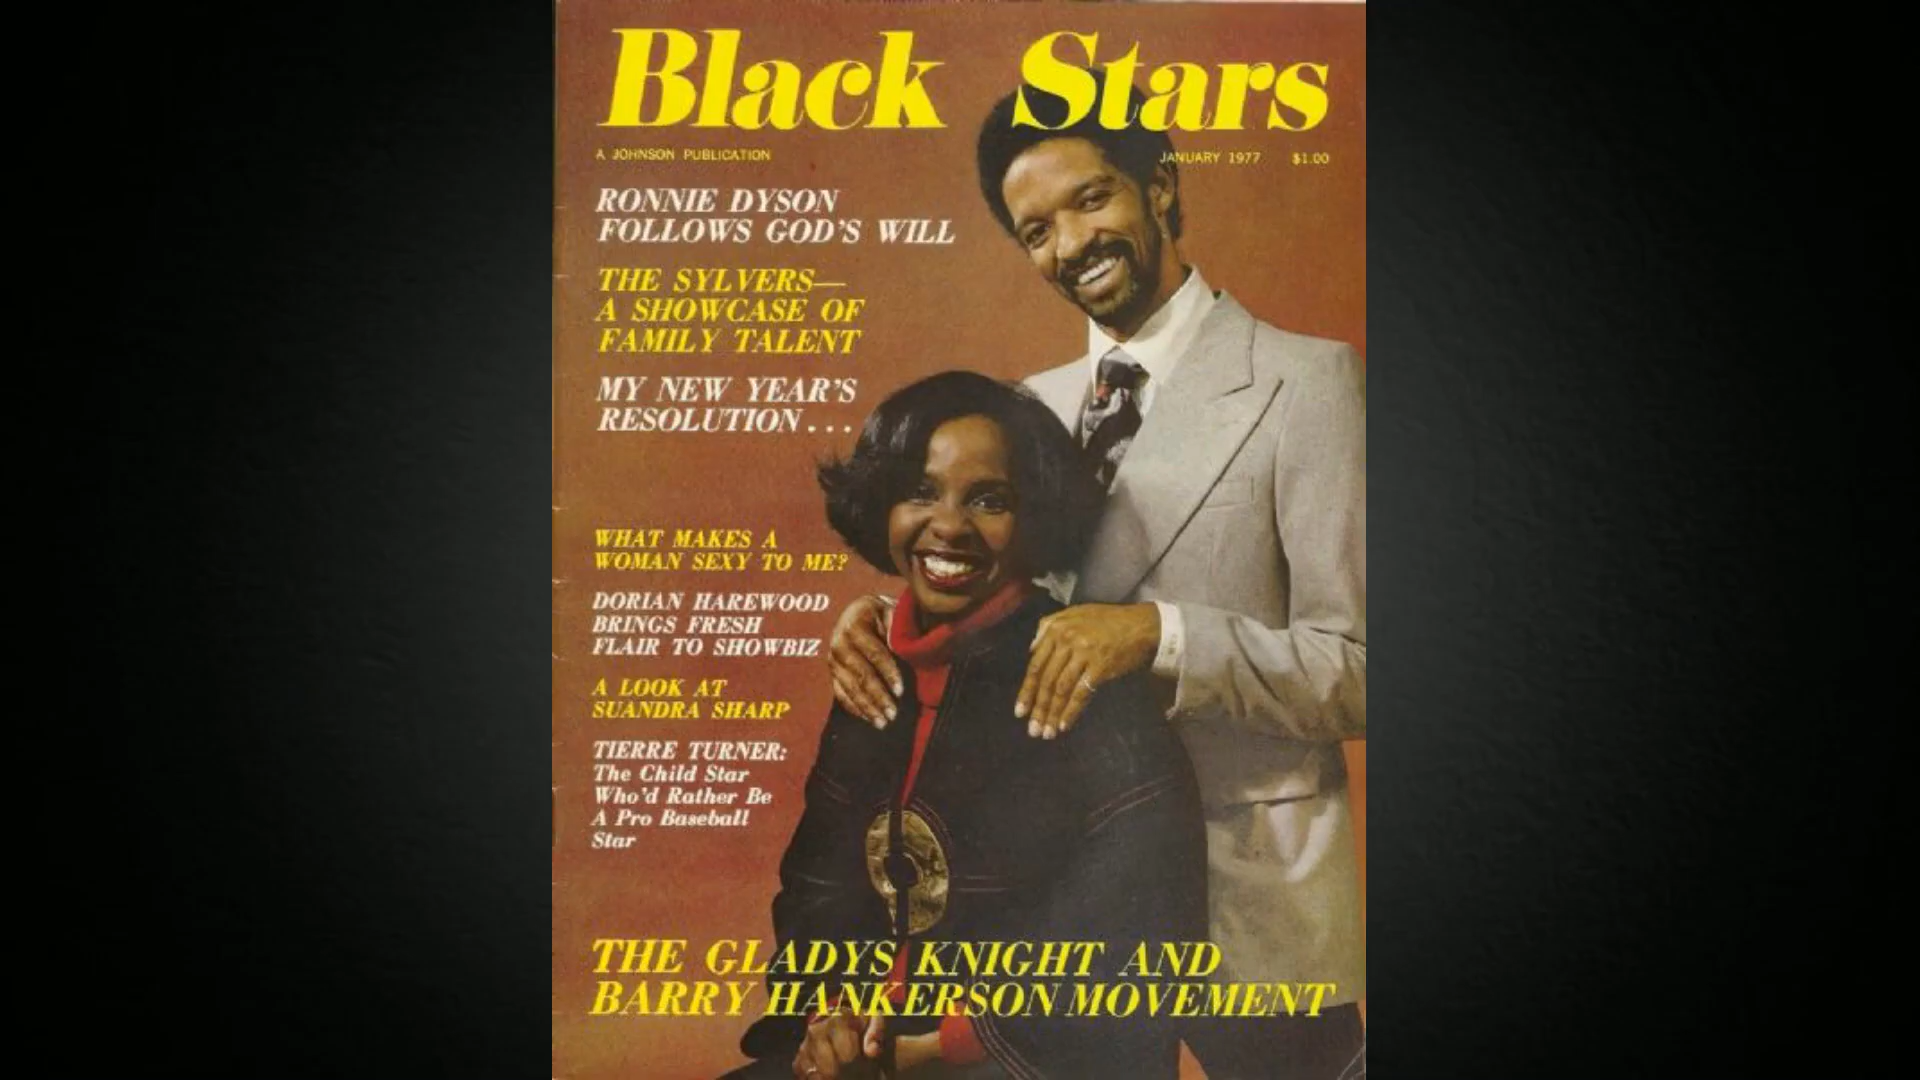 Black Stars
A JOHNSON PUBLICATION
JANUARY 1977 $1.00
RONNIE DYSON
FOLLOWS GOD'S WILL
THE SYLVERS—
A SHOWCASE OF
FAMILY TALENT
MY NEW YEAR'S
RESOLUTION...
WHAT MAKES A
WOMAN SEXY TO ME?
DORIAN HAREWOOD
BRINGS FRESH
FLAIR TO SHOWBIZ
A LOOK AT
SUANDRA SHARP
TIERRE TURNER:
The Child Star
Who'd Rather Be
A Pro Baseball
Star
THE GLADYS KNIGHT AND
BARRY HANKERSON MOVEMENT